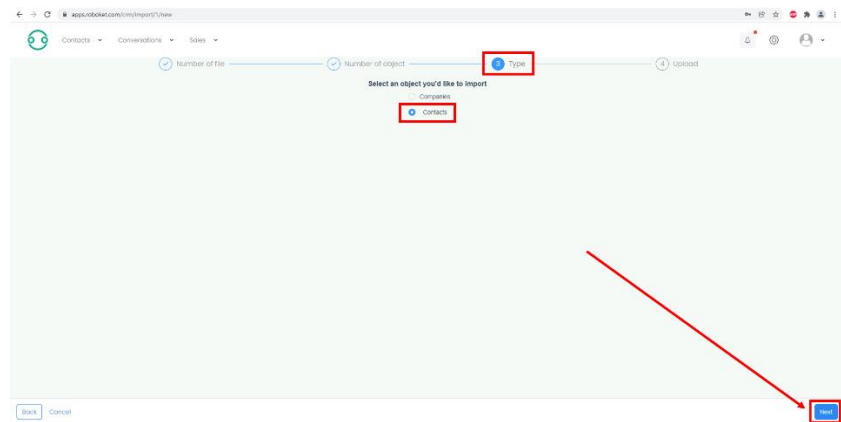 apps.roboket.com/crm/import/1/new
Contacts Conversations Sales
Number of file Number of object 3 Type 4 Upload
Select an object you'd like to import
Companies
Contacts
Back Cancel Next